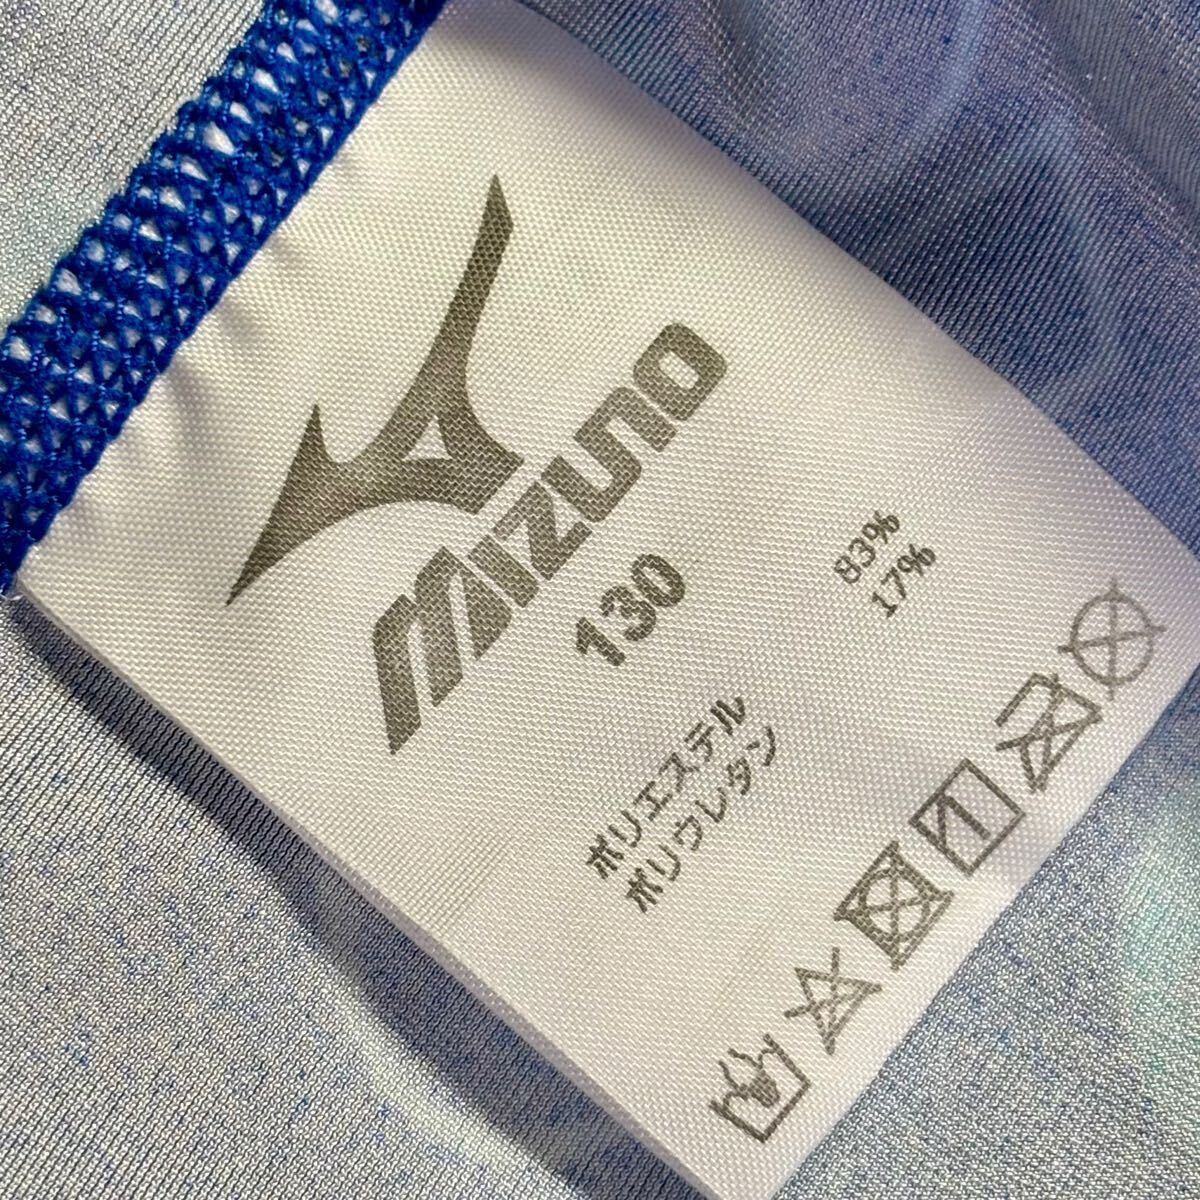 Mizuno
130
ポリエステル 83%
ポリウレタン 17%